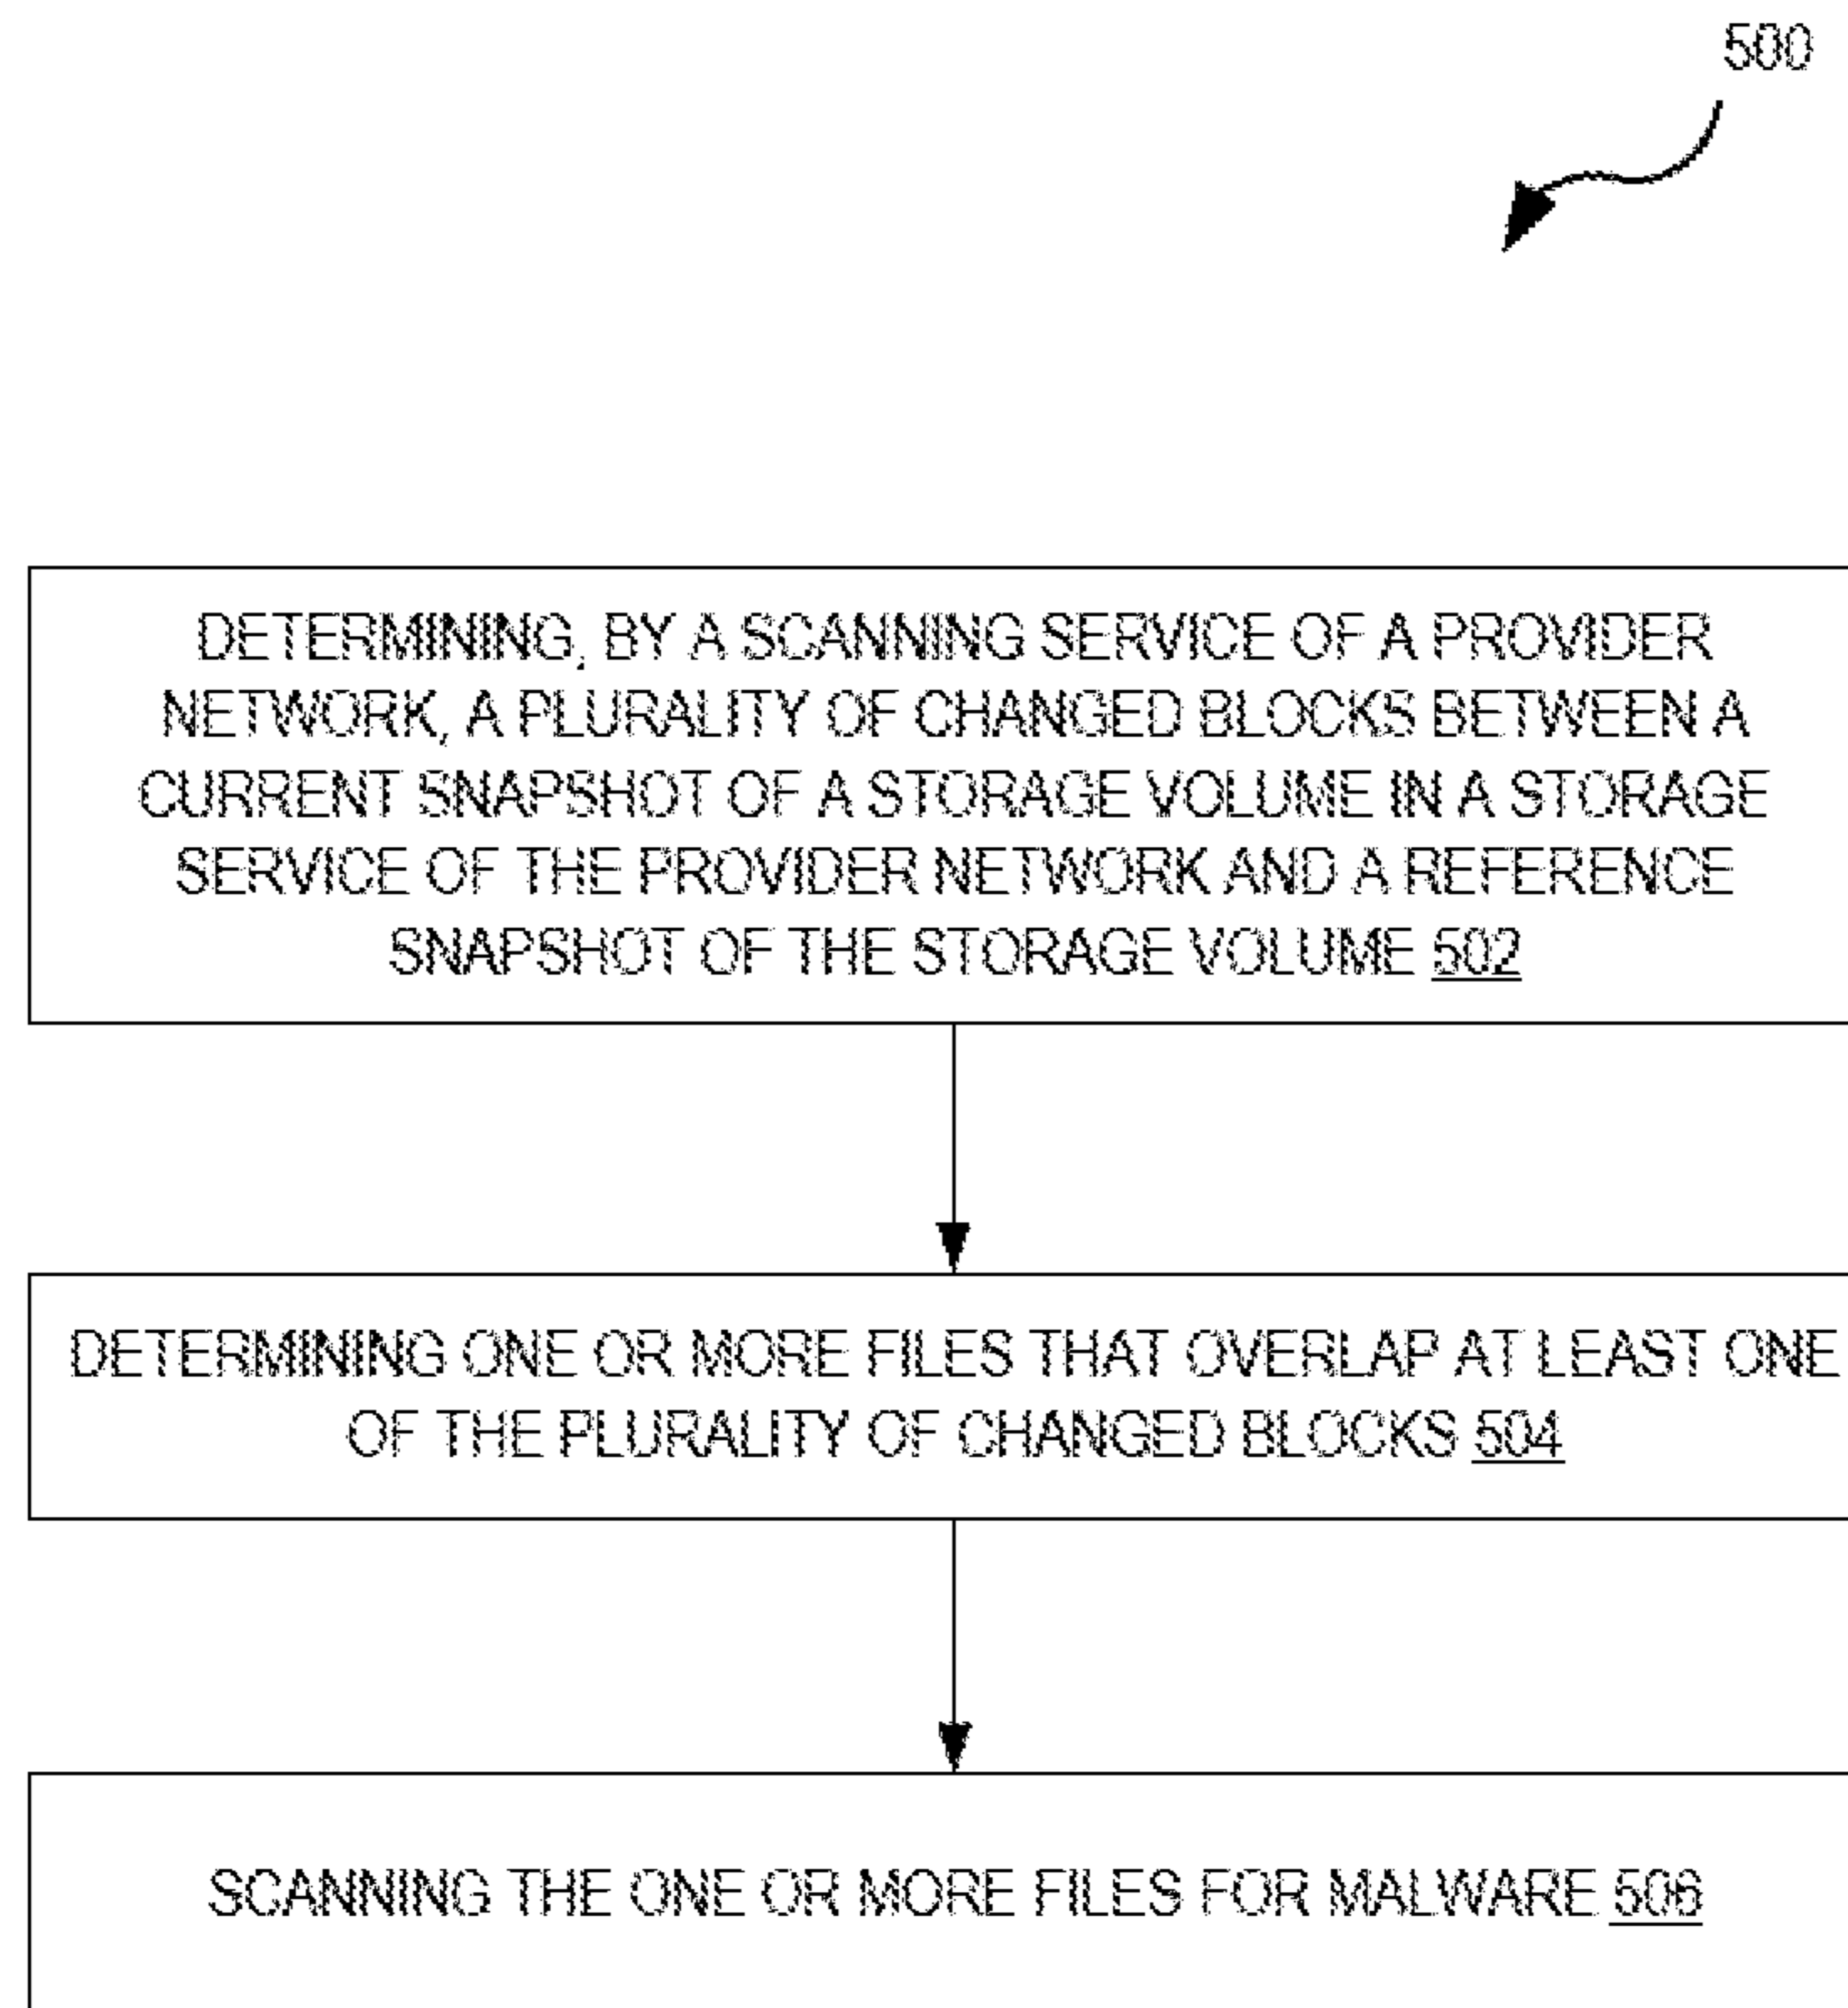 500
DETERMINING, BY A SCANNING SERVICE OF A PROVIDER
NETWORK, A PLURALITY OF CHANGED BLOCKS BETWEEN A
CURRENT SNAPSHOT OF A STORAGE VOLUME IN A STORAGE
SERVICE OF THE PROVIDER NETWORK AND A REFERENCE
SNAPSHOT OF THE STORAGE VOLUME 502
DETERMINING ONE OR MORE FILES THAT OVERLAP AT LEAST ONE
OF THE PLURALITY OF CHANGED BLOCKS 504
SCANNING THE ONE OR MORE FILES FOR MALWARE 506